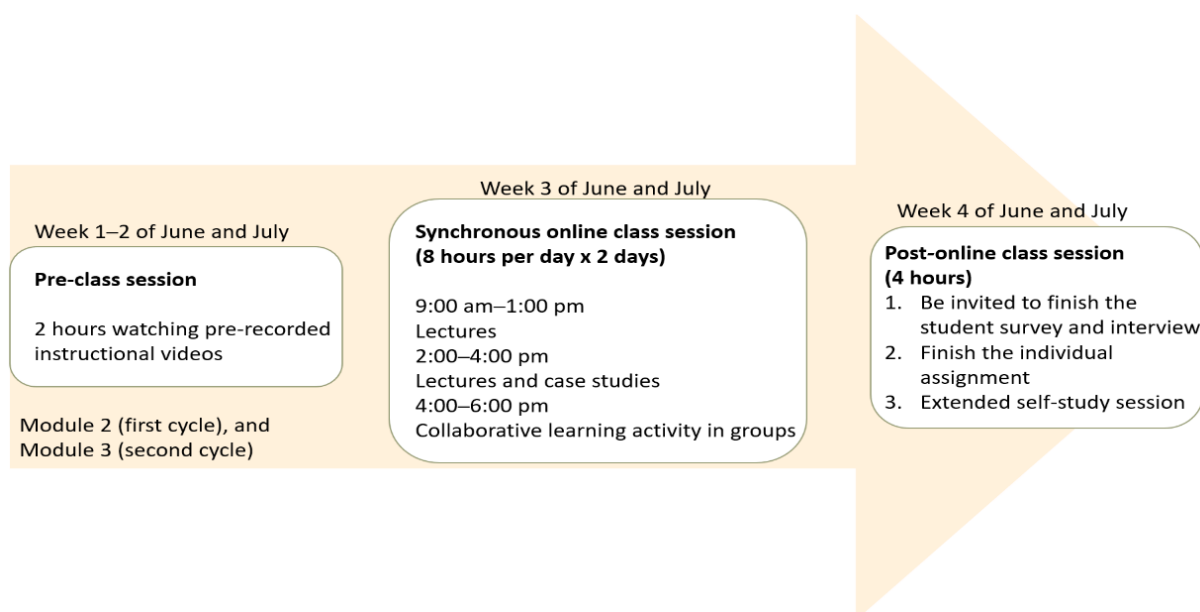 Week 1–2 of June and July
Pre-class session
2 hours watching pre-recorded
instructional videos
Module 2 (first cycle), and
Module 3 (second cycle)
Week 3 of June and July
Synchronous online class session
(8 hours per day x 2 days)
9:00 am–1:00 pm
Lectures
2:00–4:00 pm
Lectures and case studies
4:00–6:00 pm
Collaborative learning activity in groups
Week 4 of June and July
Post-online class session
(4 hours)
1. Be invited to finish the
student survey and interview
2. Finish the individual
assignment
3. Extended self-study session